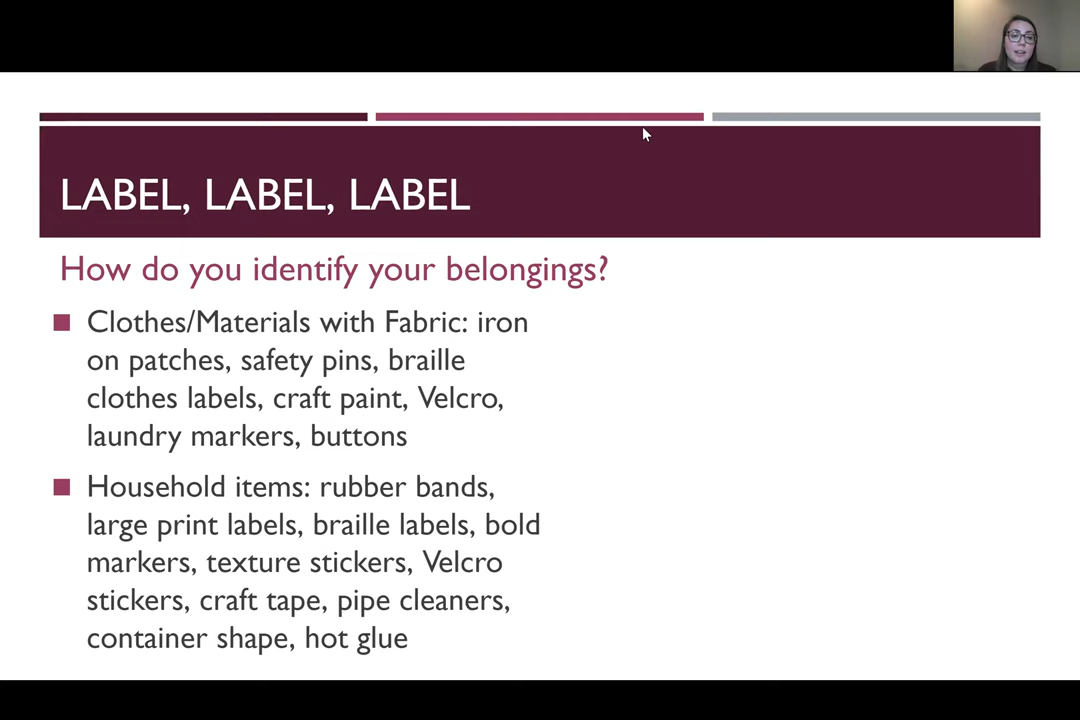 LABEL, LABEL, LABEL
How do you identify your belongings?
Clothes/Materials with Fabric: iron
on patches, safety pins, braille
clothes labels, craft paint, Velcro,
laundry markers, buttons
Household items: rubber bands,
large print labels, braille labels, bold
markers, texture stickers, Velcro
stickers, craft tape, pipe cleaners,
container shape, hot glue